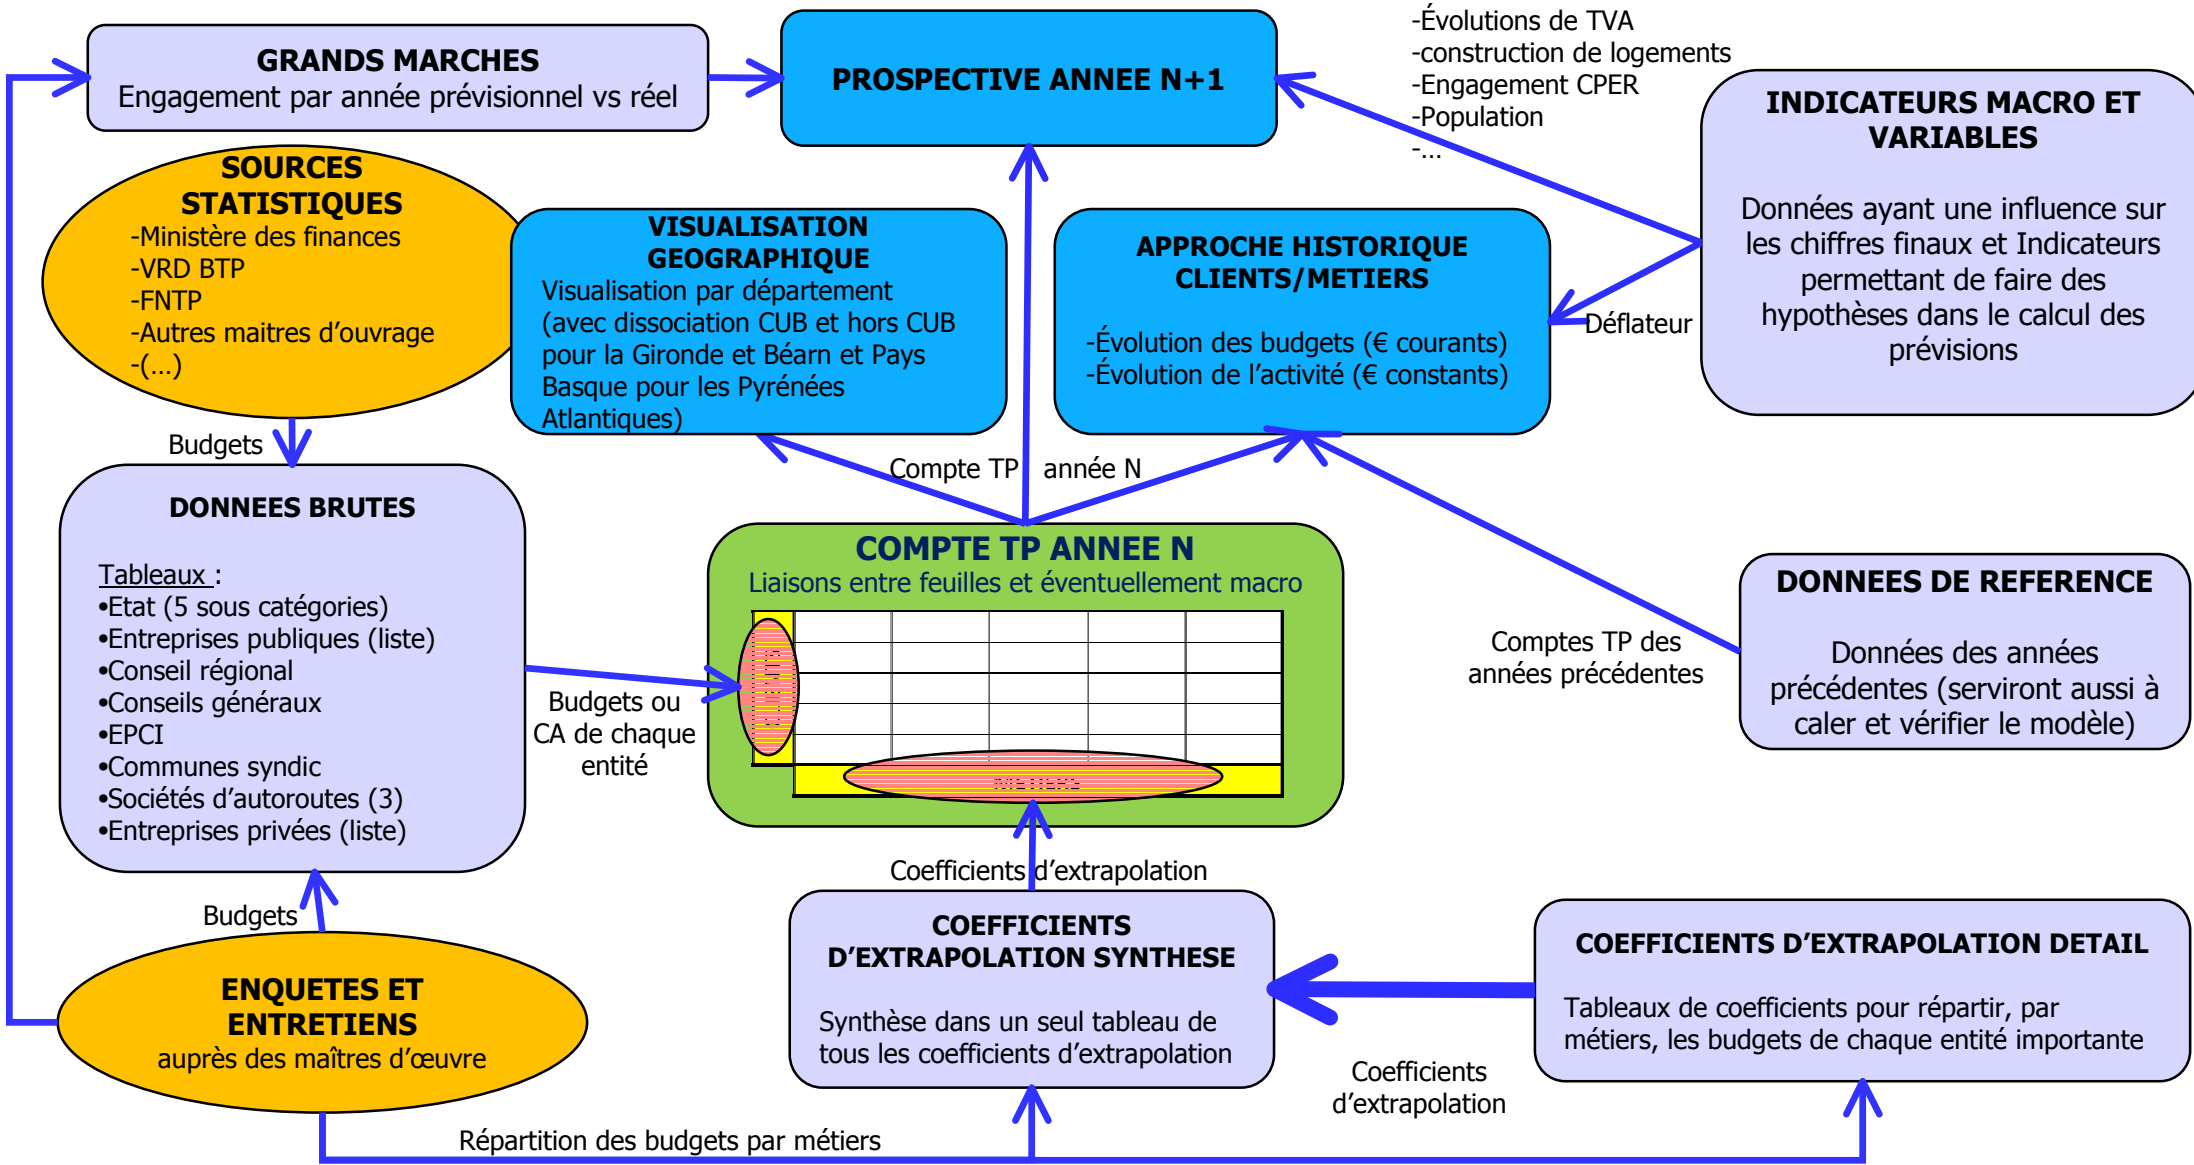 GRANDS MARCHES
Engagement par année prévisionnel vs réel
PROSPECTIVE ANNEE N+1
-Évolutions de TVA
-construction de logements
-Engagement CPER
-Population
-...
INDICATEURS MACRO ET
VARIABLES
Données ayant une influence sur
les chiffres finaux et Indicateurs
permettant de faire des
hypothèses dans le calcul des
prévisions
SOURCES
STATISTIQUES
-Ministère des finances
-VRD BTP
-FNTP
-Autres maitres d’ouvrage
-(…)
VISUALISATION
GEOGRAPHIQUE
Visualisation par département
(avec dissociation CUB et hors CUB
pour la Gironde et Béarn et Pays
Basque pour les Pyrénées
Atlantiques)
APPROCHE HISTORIQUE
CLIENTS/METIERS
-Évolution des budgets (€ courants)
-Évolution de l’activité (€ constants)
Déflateur
Budgets
Compte TP année N
DONNEES BRUTES
Tableaux :
•Etat (5 sous catégories)
•Entreprises publiques (liste)
•Conseil régional
•Conseils généraux
•EPCI
•Communes syndic
•Sociétés d'autoroutes (3)
•Entreprises privées (liste)
Budgets ou
CA de chaque
entité
COMPTE TP ANNEE N
Liaisons entre feuilles et éventuellement macro
Comptes TP des
années précédentes
DONNEES DE REFERENCE
Données des années
précédentes (serviront aussi à
caler et vérifier le modèle)
Coefficients d’extrapolation
Budgets
ENQUETES ET
ENTRETIENS
auprès des maîtres d’œuvre
COEFFICIENTS
D’EXTRAPOLATION SYNTHESE
Synthèse dans un seul tableau de
tous les coefficients d’extrapolation
COEFFICIENTS D’EXTRAPOLATION DETAIL
Tableaux de coefficients pour répartir, par
métiers, les budgets de chaque entité importante
Coefficients
d’extrapolation
Répartition des budgets par métiers